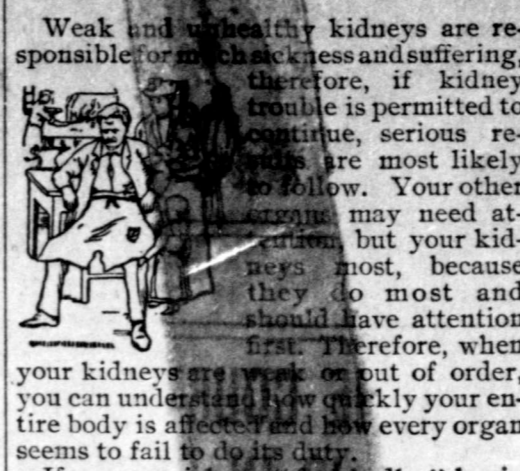 Weak and unhealthy kidneys are re-
sponsible for much sickness and suffering,
therefore, if kidney
trouble is permitted to
continue, serious re-
sults are most likely
to follow. Your other
organs may need at-
tention, but your kid-
neys most, because
they do most and
should have attention
first. Therefore, when
your kidneys are weak or out of order,
you can understand how quickly your en-
tire body is affected and how every organ
seems to fail to do its duty.